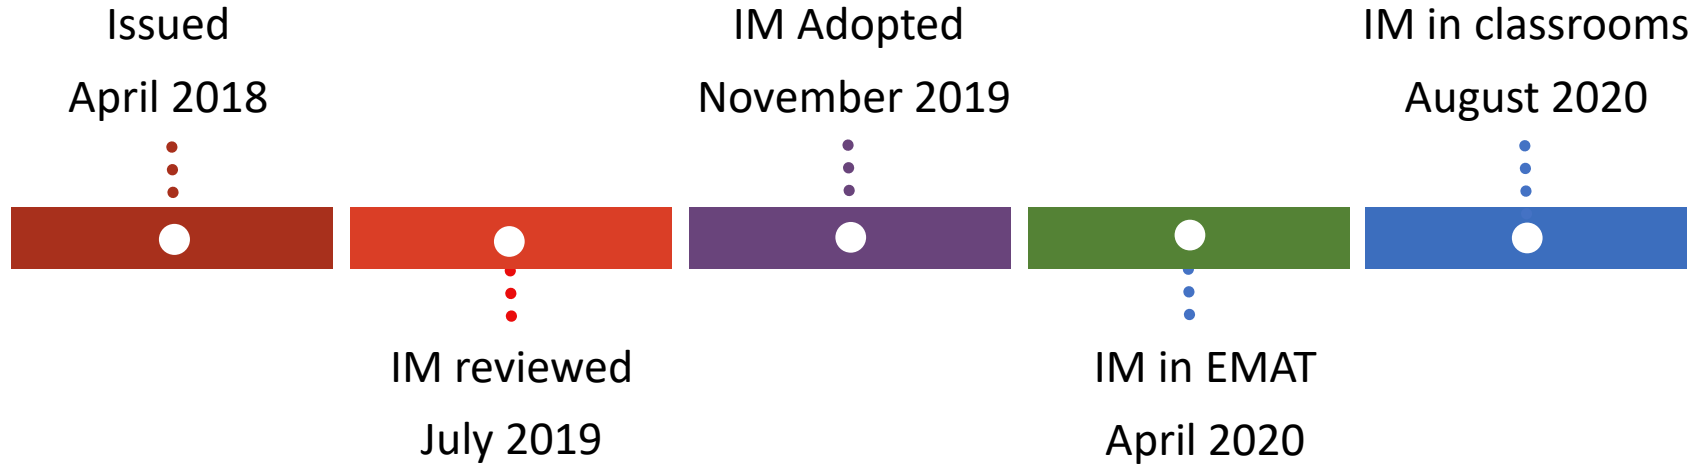 Issued
April 2018
IM reviewed
July 2019
IM Adopted
November 2019
IM in EMAT
April 2020
IM in classrooms
August 2020